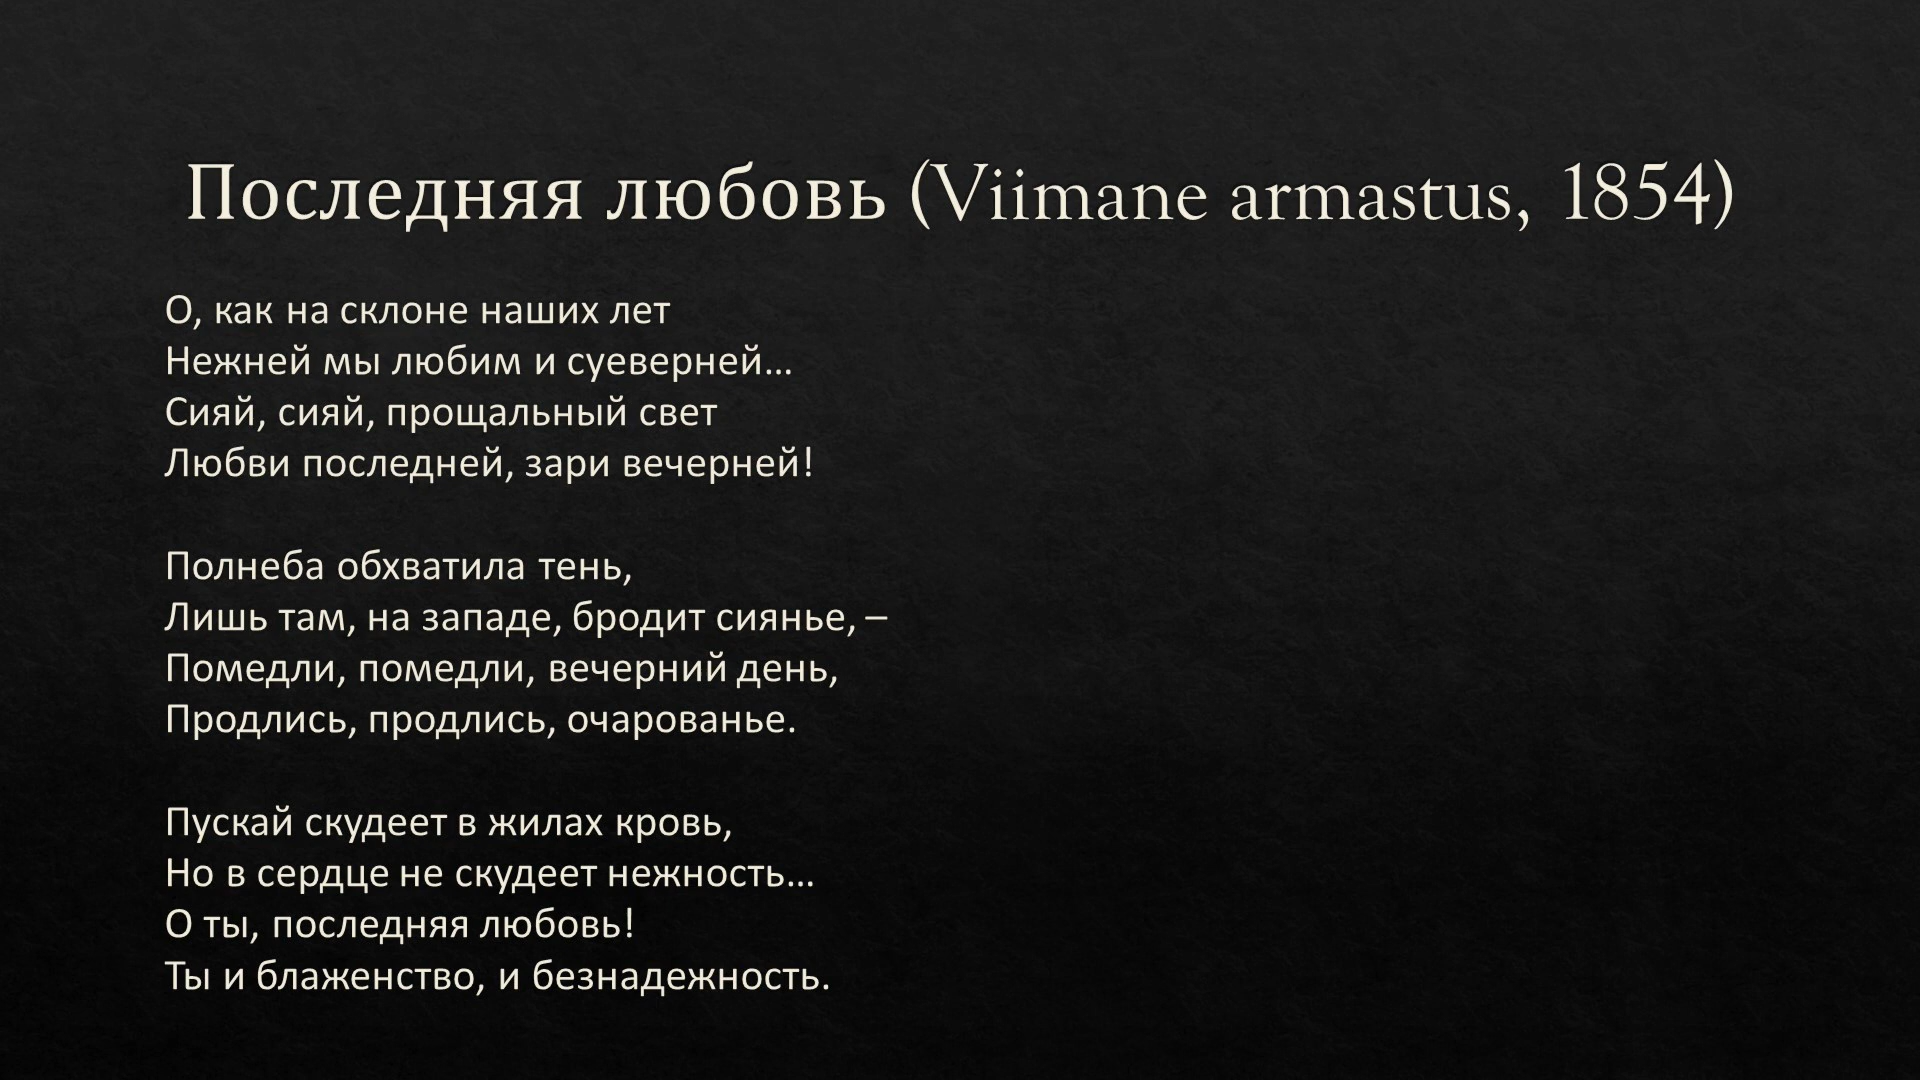 Последняя любовь (Viimane armastus, 1854)
О, как на склоне наших лет
Нежней мы любим и суеверней…
Сияй, сияй, прощальный свет
Любви последней, зари вечерней!
Полнеба обхватила тень,
Лишь там, на западе, бродит сиянье, –
Помедли, помедли, вечерний день,
Продлись, продлись, очарованье.
Пускай скудеет в жилах кровь,
Но в сердце не скудеет нежность…
О ты, последняя любовь!
Ты и блаженство, и безнадежность.